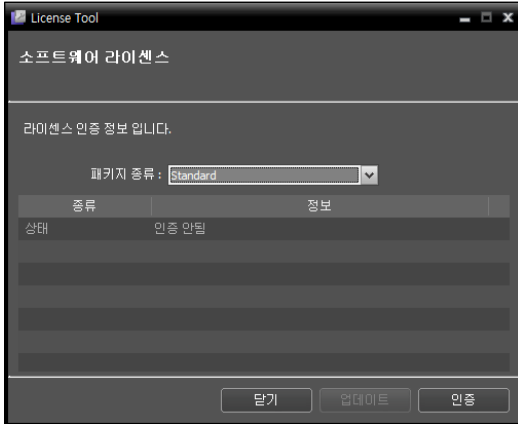 License Tool
소프트웨어 라이센스
라이센스 인증 정보 입니다.
패키지 종류 : Standard
종류 정보
상태 인증 안됨
닫기 업데이트 인증